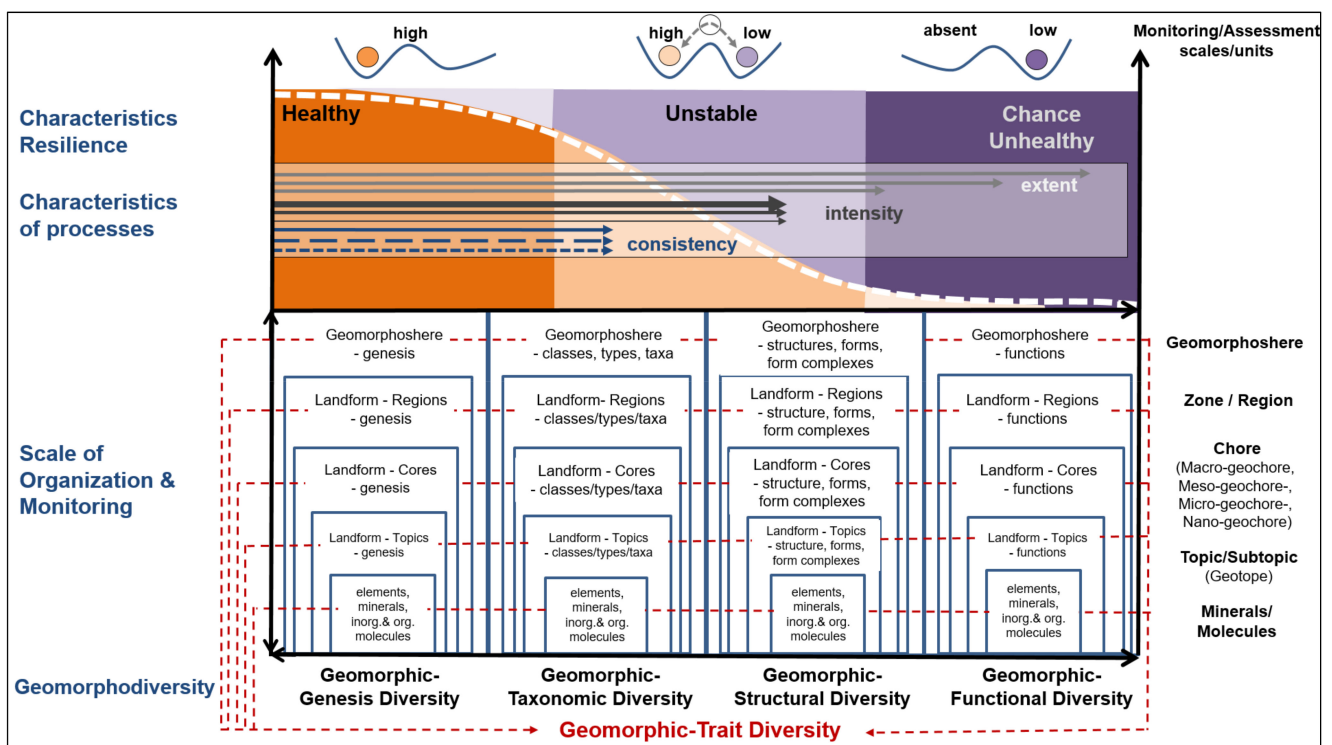 high
high
low
absent
low
Monitoring/Assessment
scales/units
Characteristics
Resilience
Healthy
Unstable
Chance
Unhealthy
Characteristics
of processes
extent
intensity
consistency
Scale of
Organization &
Monitoring
Geomorphoshere
- genesis
Geomorphoshere
- classes, types, taxa
Geomorphoshere
- structures, forms,
form complexes
Geomorphoshere
- functions
Geomorphoshere
Landform - Regions
- genesis
Landform- Regions
- classes/types/taxa
Landform - Regions
- structure, forms,
form complexes
Landform - Regions
- functions
Zone / Region
Landform - Cores
- genesis
Landform - Cores
- classes/types/taxa
Landform - Cores
- structure, forms,
form complexes
Landform - Cores
- functions
Chore
(Macro-geochore,
Meso-geochore-,
Micro-geochore-,
Nano-geochore)
Landform - Topics
- genesis
Landform - Topics
- classes/types/taxa
Landform - Topics
- structure, forms,
form complexes
Landform - Topics
- functions
Topic/Subtopic
(Geotope)
elements,
minerals,
inorg.& org.
molecules
elements,
minerals,
inorg.& org.
molecules
elements,
minerals,
inorg.& org.
molecules
elements,
minerals,
inorg.& org.
molecules
Minerals/
Molecules
Geomorphodiversity
Geomorphic-
Genesis Diversity
Geomorphic-
Taxonomic Diversity
Geomorphic-
Structural Diversity
Geomorphic-
Functional Diversity
Geomorphic-Trait Diversity